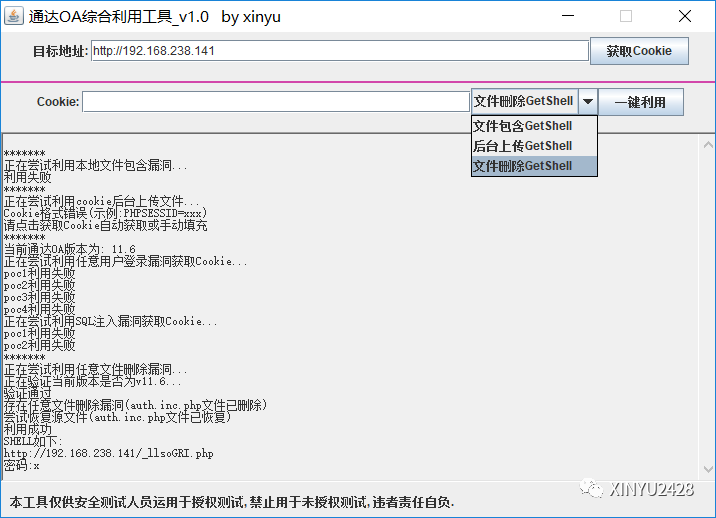 通达OA综合利用工具_v1.0 by xinyu
目标地址: http://192.168.238.141 获取Cookie
Cookie: 文件删除GetShell 一键利用
文件包含GetShell
后台上传GetShell
文件删除GetShell
*******
正在尝试利用本地文件包含漏洞...
利用失败
*******
正在尝试利用cookie后台上传文件...
Cookie格式错误(示例:PHPSESSID=xxx)
请点击获取Cookie自动获取或手动填充
*******
当前通达OA版本为: 11.6
正在尝试利用任意用户登录漏洞获取Cookie...
poc1利用失败
poc2利用失败
poc3利用失败
poc4利用失败
正在尝试利用SQL注入漏洞获取Cookie...
poc1利用失败
poc2利用失败
*******
正在尝试利用任意文件删除漏洞...
正在验证当前版本是否为v11.6...
验证通过
存在任意文件删除漏洞(auth.inc.php文件已删除)
尝试恢复源文件(auth.inc.php文件已恢复)
利用成功
SHELL如下:
http://192.168.238.141/_llsoGRI.php
密码:x
XINYU2428
本工具仅供安全测试人员运用于授权测试,禁止用于未授权测试,违者责任自负.